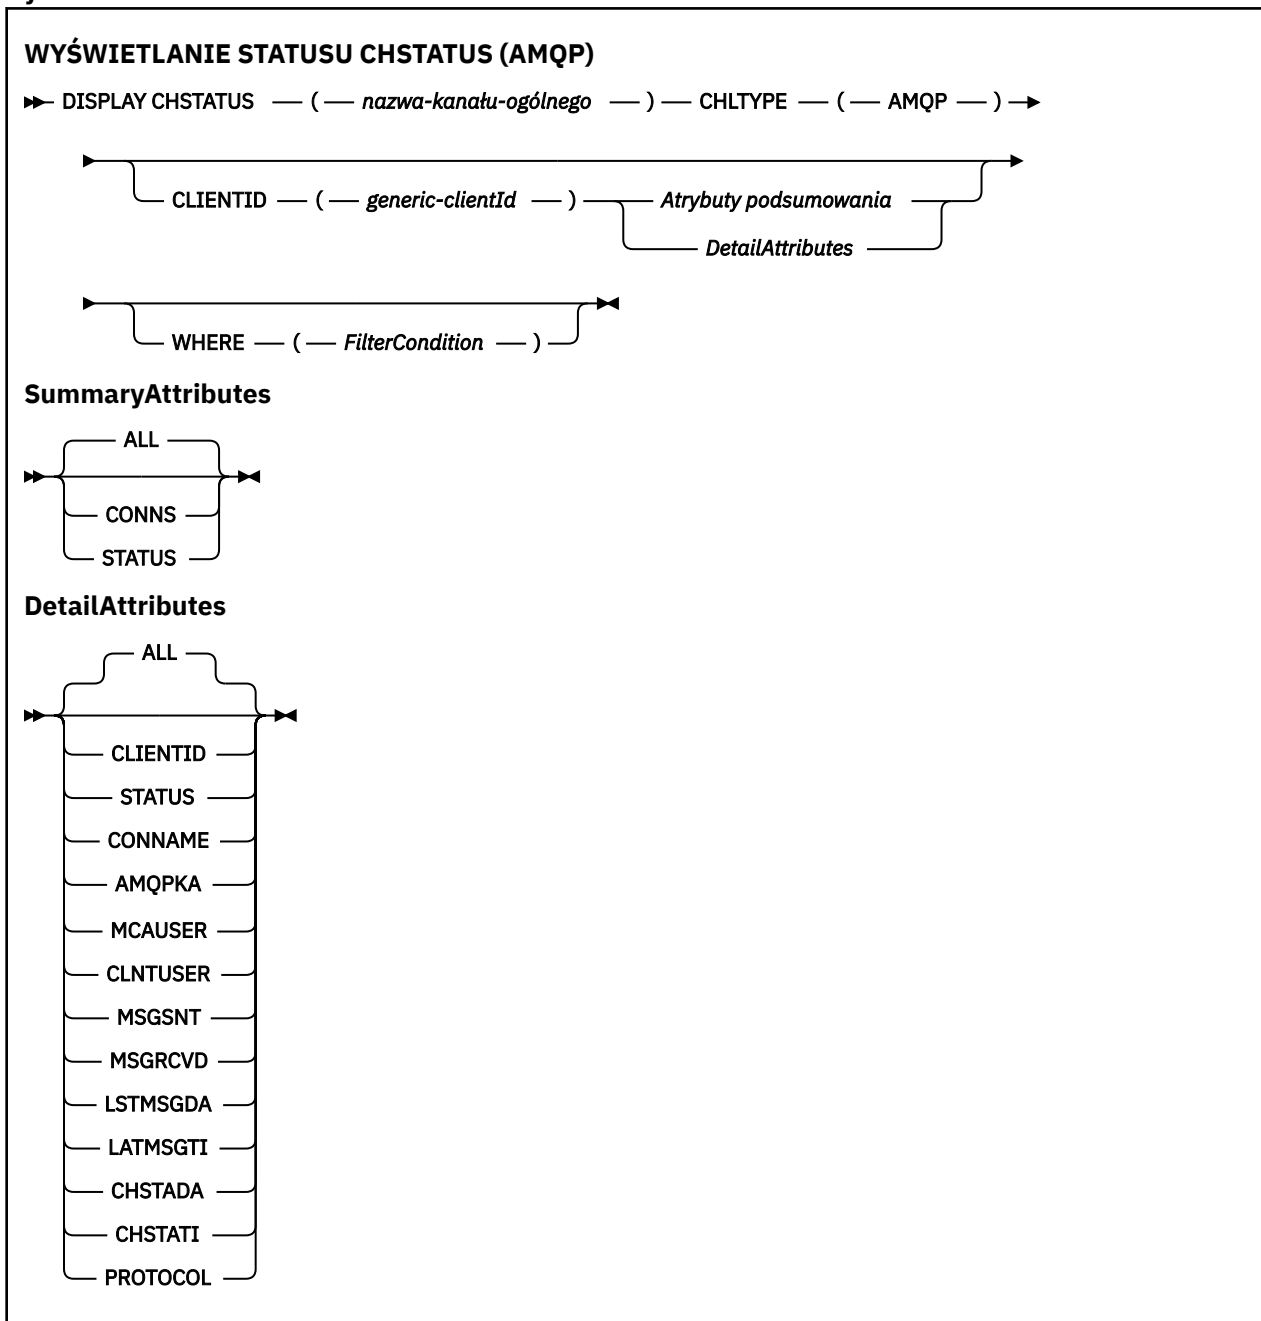 WYŚWIETLANIE STATUSU CHSTATUS (AMQP)
DISPLAY CHSTATUS ( nazwa-kanału-ogólnego ) CHLTYPE ( AMQP )
CLIENTID ( generic-clientId ) Atrybuty podsumowania
DetailAttributes
WHERE ( FilterCondition )
SummaryAttributes
ALL
CONNS
STATUS
DetailAttributes
ALL
CLIENTID
STATUS
CONNAME
AMQPKA
MCAUSER
CLNTUSER
MSGSNT
MSGRCVD
LSTMSGDA
LATMSGTI
CHSTADA
CHSTATI
PROTOCOL